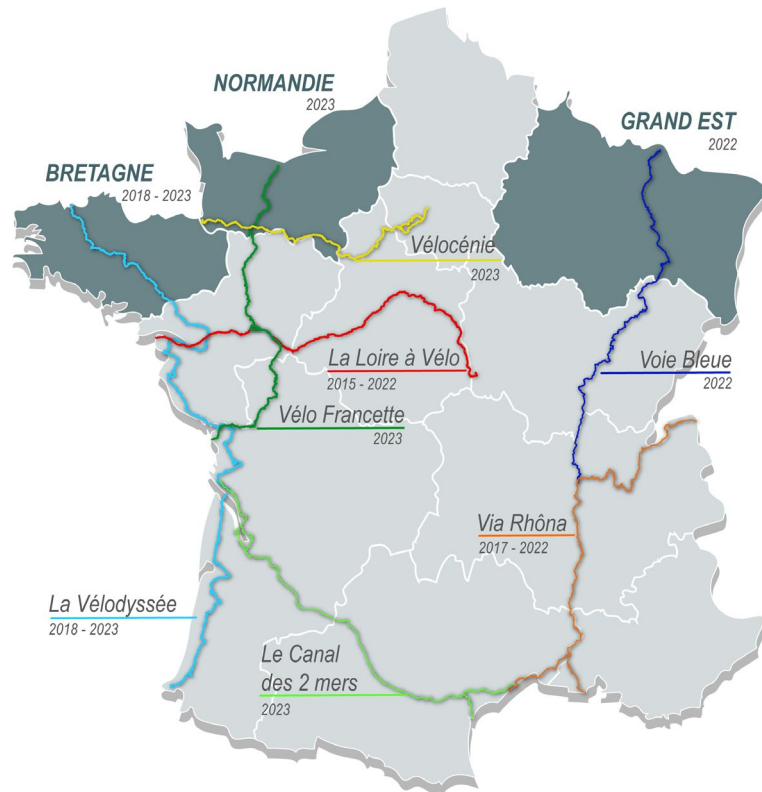 NORMANDIE
2023
GRAND EST
2022
BRETAGNE
2018 - 2023
Vélocénie
2023
La Loire à Vélo
2015 - 2022
Voie Bleue
2022
Vélo Francette
2023
Via Rhôna
2017 - 2022
La Vélodyssée
2018 - 2023
Le Canal
des 2 mers
2023